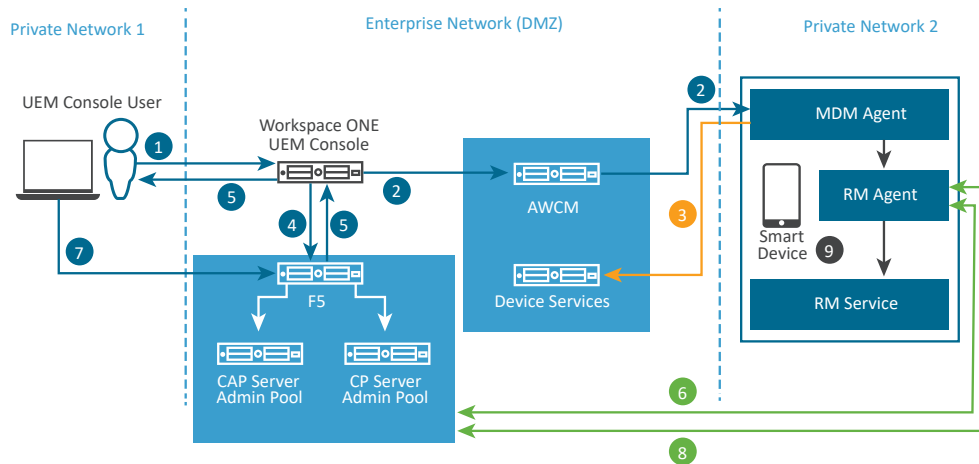 Private Network 1
Enterprise Network (DMZ)
Private Network 2
UEM Console User
Workspace ONE
UEM Console
1
5
2
2
MDM Agent
AWCM
3
RM Agent
4
5
7
Smart
Device
9
F5
Device Services
RM Service
CAP Server
Admin Pool
CP Server
Admin Pool
6
8